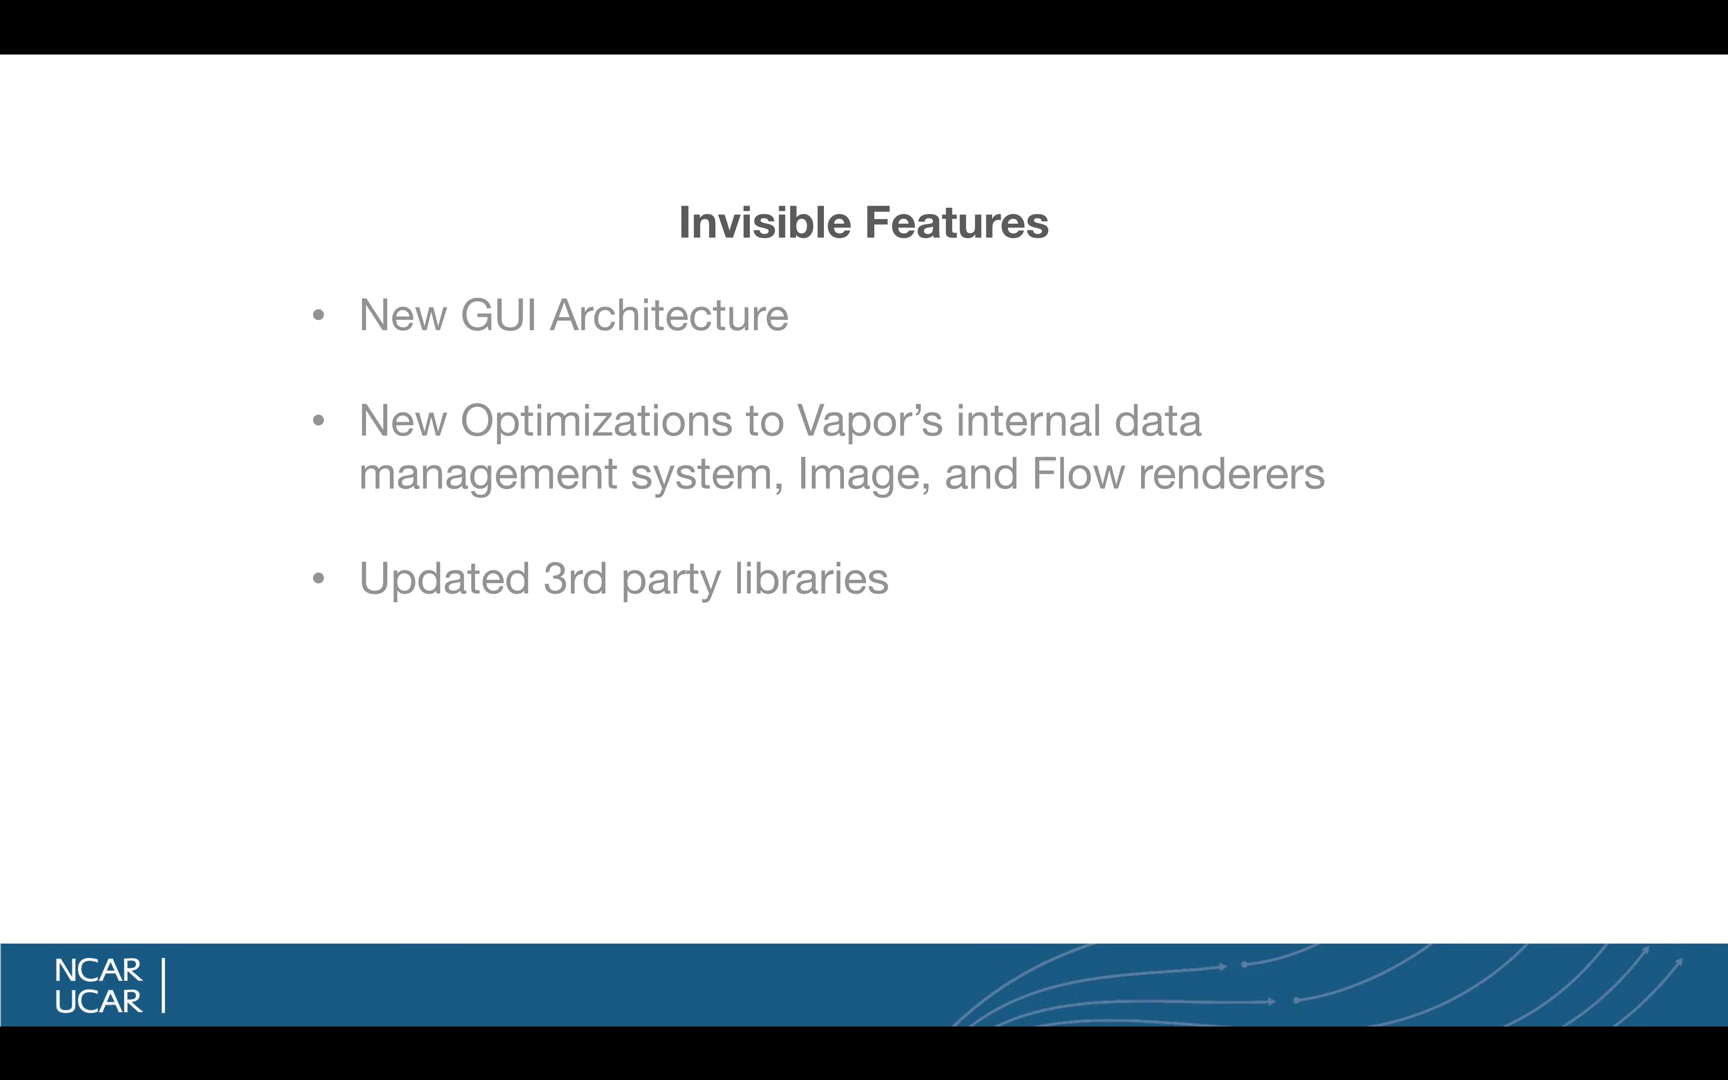 Invisible Features
• New GUI Architecture
• New Optimizations to Vapor’s internal data
management system, Image, and Flow renderers
• Updated 3rd party libraries
NCAR
UCAR